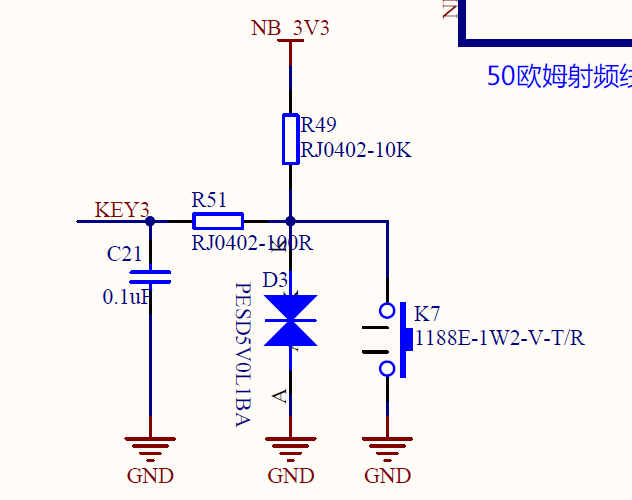 NB_3V3
50欧姆射频线
R49
RJ0402-10K
KEY3
R51
RJ0402-100R
K
C21
0.1uF
D3
PESD5V0L1BA
A
K7
1188E-1W2-V-T/R
GND
GND
GND